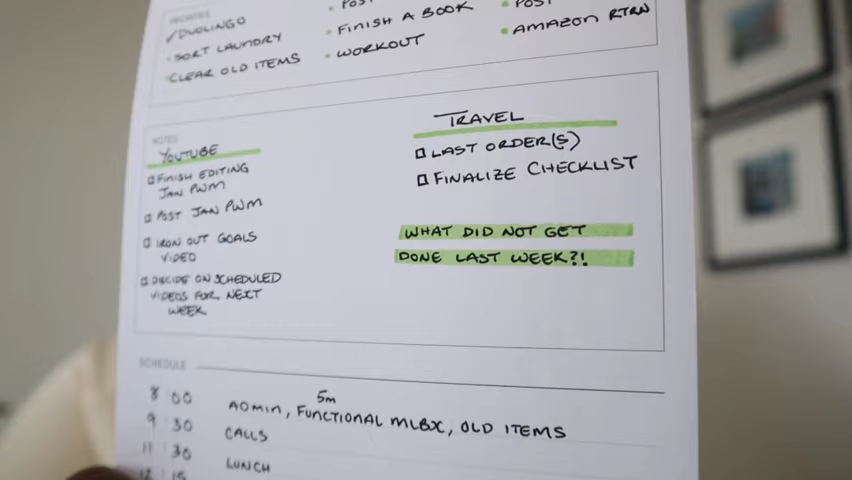 PRIORITIES
✓DUOLINGO
• SORT LAUNDRY
• CLEAR OLD ITEMS
• FINISH A BOOK
• WORKOUT
• POST
• AMAZON RTRN
NOTES
YOUTUBE
☐ FINISH EDITING
JAN PWM
☐ POST JAN PWM
☐ IRON OUT GOALS
VIDEO
☐ DECIDE ON SCHEDULED
VIDEOS FOR NEXT
WEEK
TRAVEL
☐ LAST ORDER(S)
☐ FINALIZE CHECKLIST
WHAT DID NOT GET
DONE LAST WEEK?!
SCHEDULE
8 00 ADMIN, FUNCTIONAL MLBX, OLD ITEMS
5m
9 30 CALLS
11 30 LUNCH
12 15